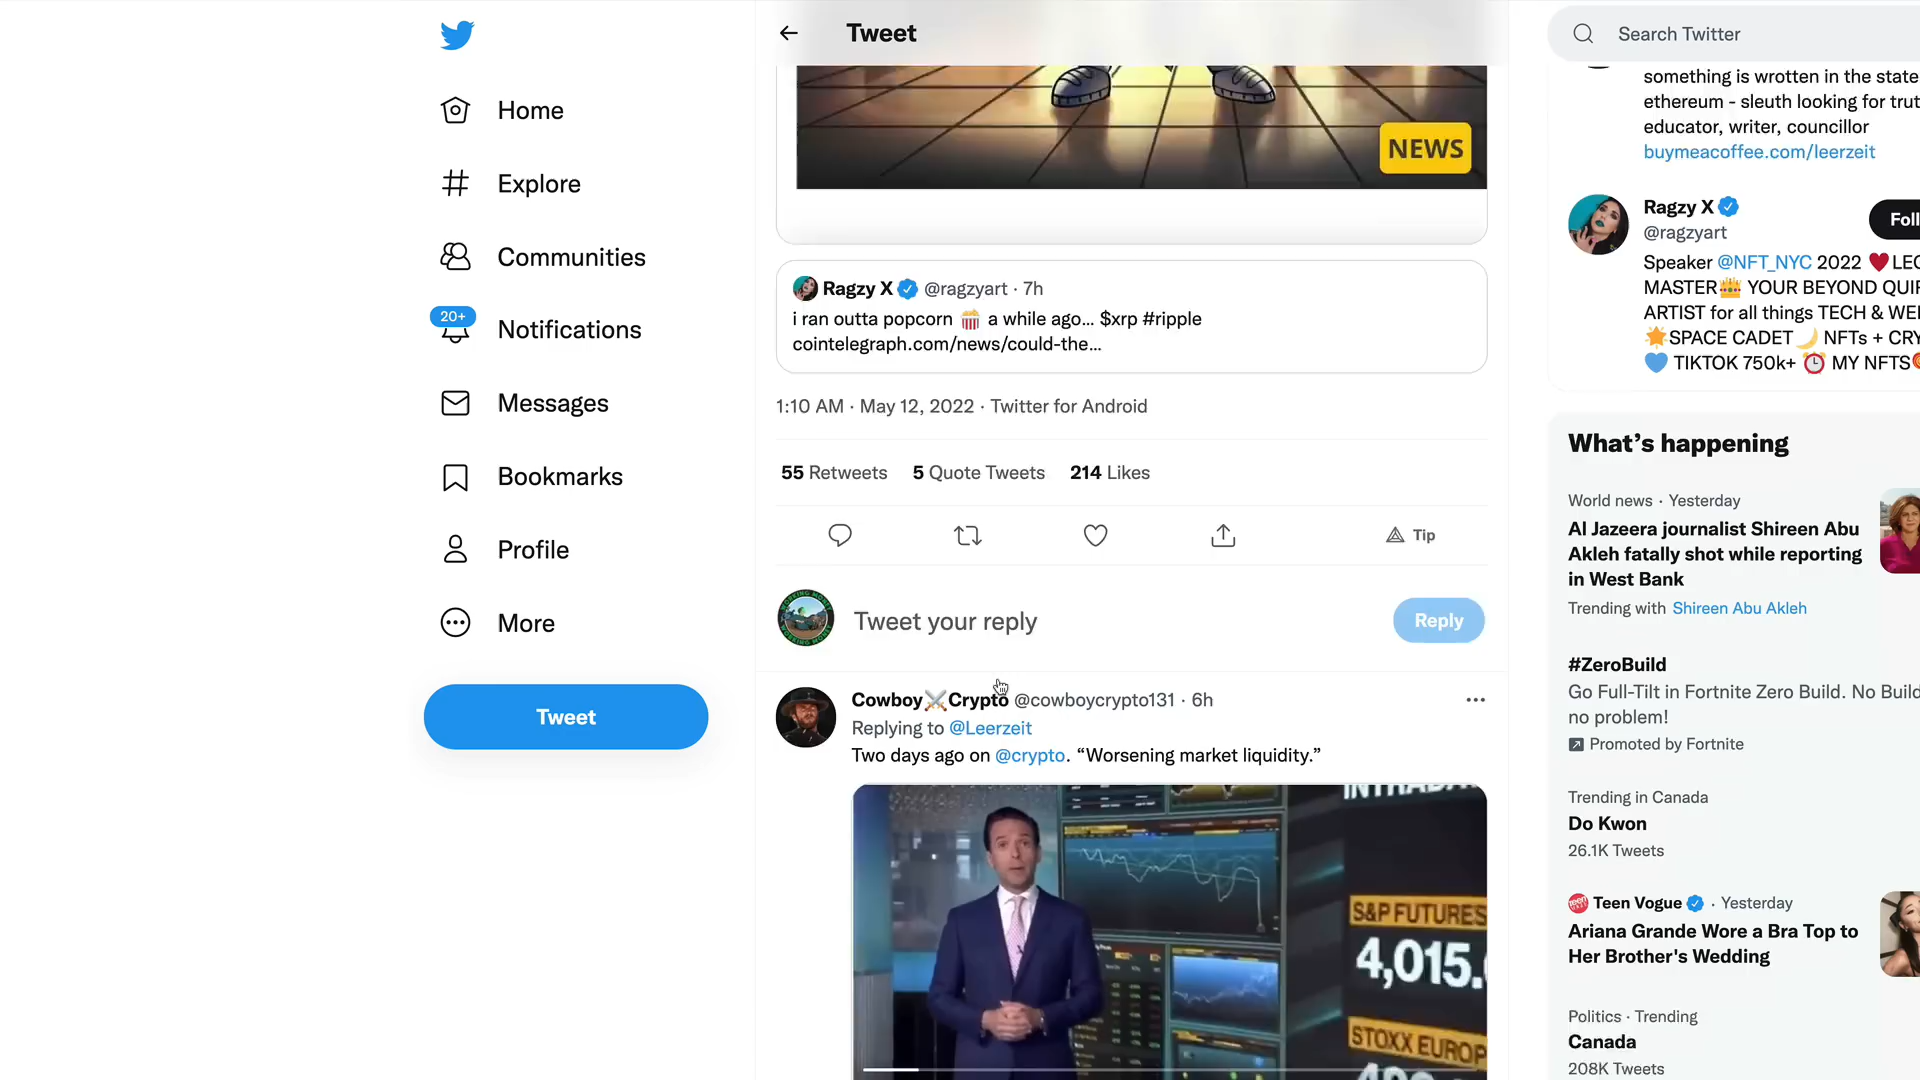 Home
Explore
Communities
20+
Notifications
Messages
Bookmarks
Profile
More
Tweet
Tweet
NEWS
Ragzy X @ragzyart · 7h
i ran outta popcorn 🍿 a while ago... $xrp #ripple
cointelegraph.com/news/could-the...
1:10 AM · May 12, 2022 · Twitter for Android
55 Retweets 5 Quote Tweets 214 Likes
Tip
Tweet your reply
Reply
Cowboy⚔️Crypto @cowboycrypto131 · 6h
Replying to @Leerzeit
Two days ago on @crypto. “Worsening market liquidity.”
S&P FUTURES
4,015.
STOXX EUROP
Search Twitter
something is wrotten in the state
ethereum - sleuth looking for trut
educator, writer, councillor
buymeacoffee.com/leerzeit
Ragzy X
Foll
@ragzyart
Speaker @NFT_NYC 2022 ❤️LEG
MASTER👑 YOUR BEYOND QUIR
ARTIST for all things TECH & WE
🌟SPACE CADET🌙 NFTs + CRY
💙 TIKTOK 750k+ ⏰ MY NFTS
What’s happening
World news · Yesterday
Al Jazeera journalist Shireen Abu
Akleh fatally shot while reporting
in West Bank
Trending with Shireen Abu Akleh
#ZeroBuild
Go Full-Tilt in Fortnite Zero Build. No Build
no problem!
Promoted by Fortnite
Trending in Canada
Do Kwon
26.1K Tweets
Teen Vogue · Yesterday
Ariana Grande Wore a Bra Top to
Her Brother's Wedding
Politics · Trending
Canada
208K Tweets